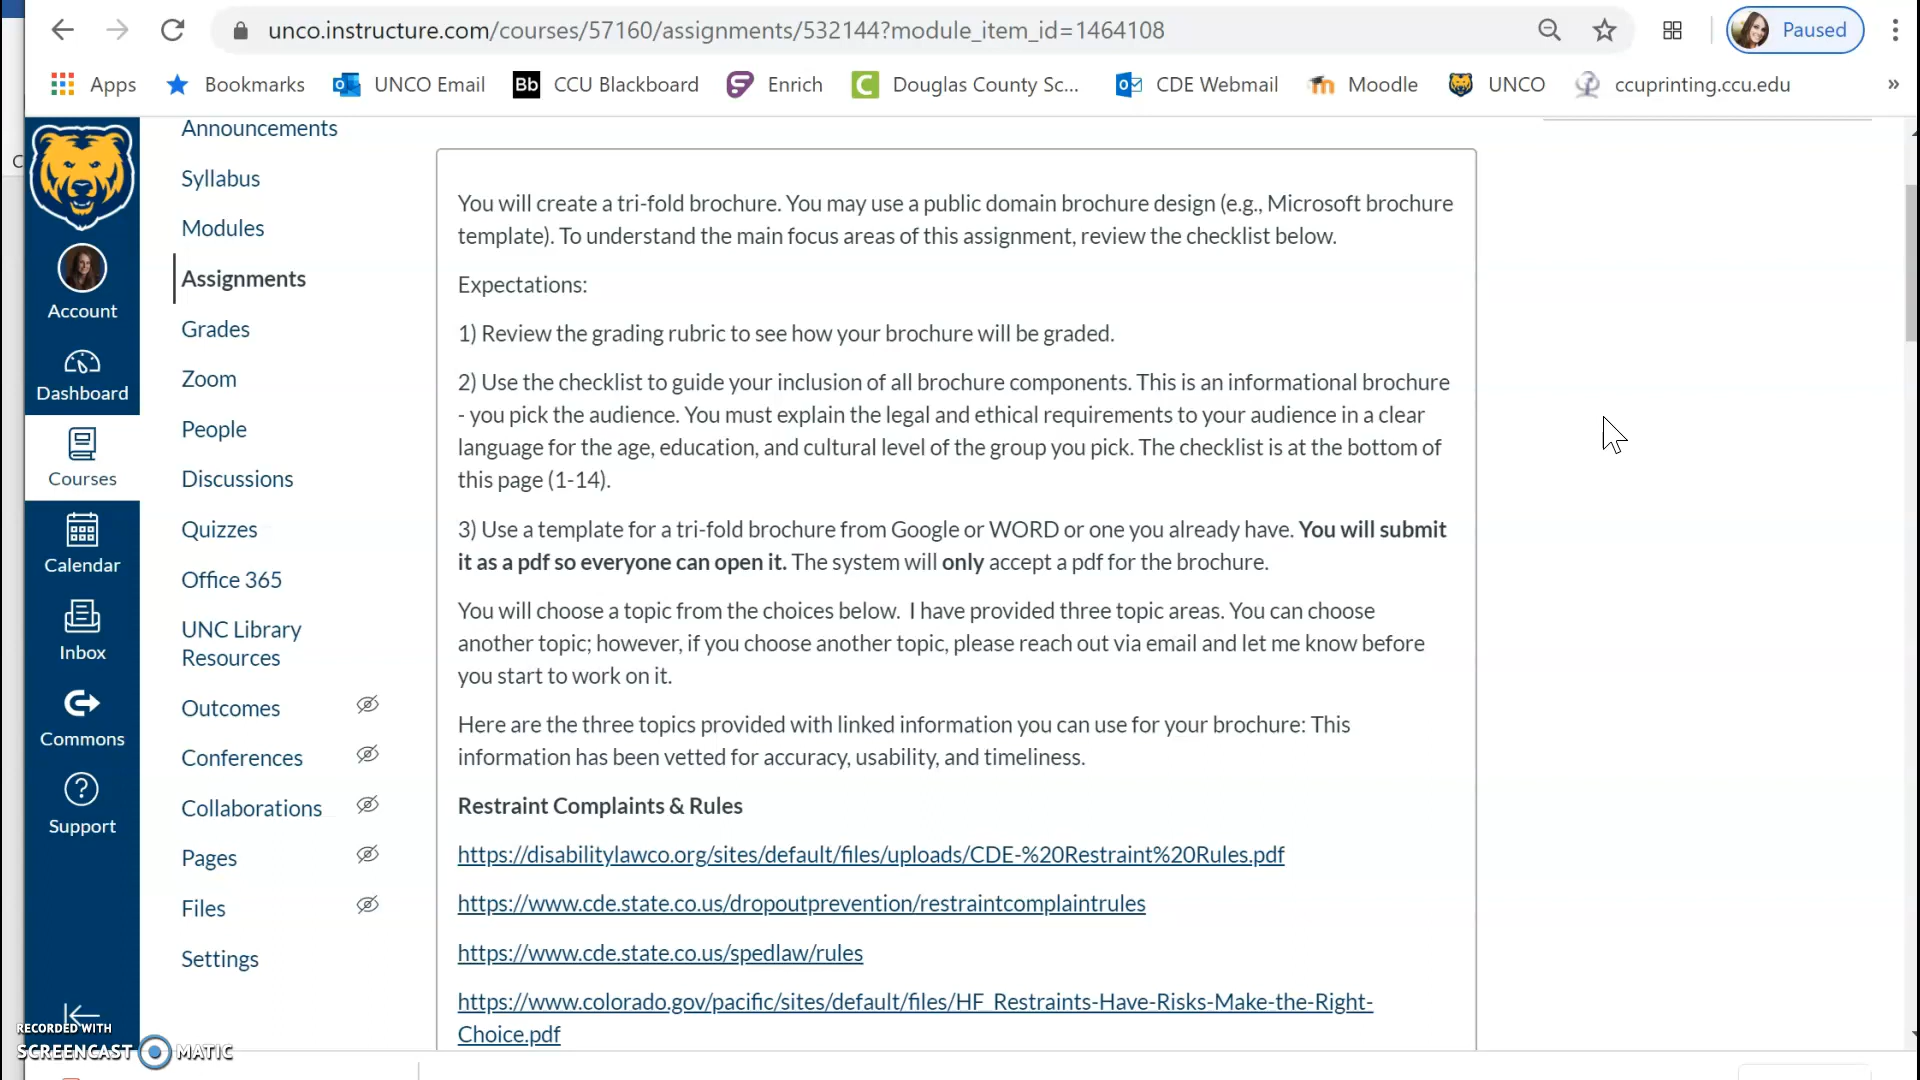 unco.instructure.com/courses/57160/assignments/532144?module_item_id=1464108
Paused
Apps
Bookmarks
UNCO Email
Bb
CCU Blackboard
Enrich
Douglas County Sc...
CDE Webmail
Moodle
UNCO
ccuprinting.ccu.edu
»
Account
Dashboard
Courses
Calendar
Inbox
Commons
Support
Announcements
Syllabus
Modules
Assignments
Grades
Zoom
People
Discussions
Quizzes
Office 365
UNC Library
Resources
Outcomes
Conferences
Collaborations
Pages
Files
Settings
You will create a tri-fold brochure. You may use a public domain brochure design (e.g., Microsoft brochure
template). To understand the main focus areas of this assignment, review the checklist below.
Expectations:
1) Review the grading rubric to see how your brochure will be graded.
2) Use the checklist to guide your inclusion of all brochure components. This is an informational brochure
- you pick the audience. You must explain the legal and ethical requirements to your audience in a clear
language for the age, education, and cultural level of the group you pick. The checklist is at the bottom of
this page (1-14).
3) Use a template for a tri-fold brochure from Google or WORD or one you already have. You will submit
it as a pdf so everyone can open it. The system will only accept a pdf for the brochure.
You will choose a topic from the choices below. I have provided three topic areas. You can choose
another topic; however, if you choose another topic, please reach out via email and let me know before
you start to work on it.
Here are the three topics provided with linked information you can use for your brochure: This
information has been vetted for accuracy, usability, and timeliness.
Restraint Complaints & Rules
https://disabilitylawco.org/sites/default/files/uploads/CDE-%20Restraint%20Rules.pdf
https://www.cde.state.co.us/dropoutprevention/restraintcomplaintrules
https://www.cde.state.co.us/spedlaw/rules
https://www.colorado.gov/pacific/sites/default/files/HF_Restraints-Have-Risks-Make-the-Right-
Choice.pdf
RECORDED WITH
SCREENCAST MATIC